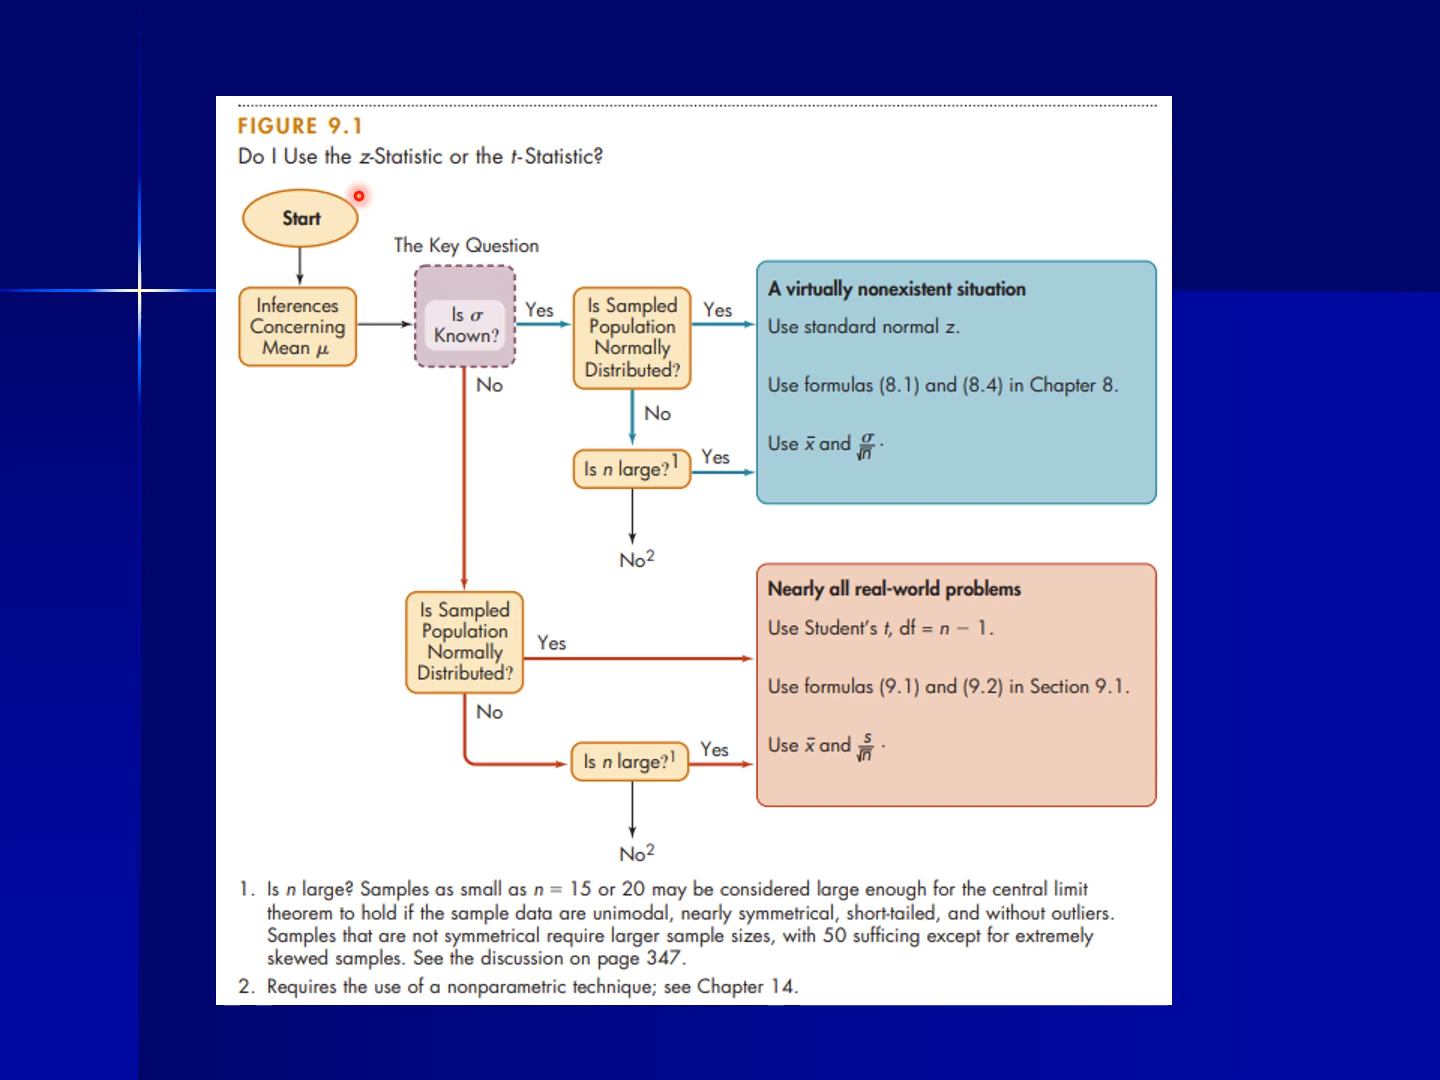 FIGURE 9.1
Do I Use the z-Statistic or the t-Statistic?
Start
The Key Question
Inferences
Concerning
Mean μ
Is σ
Known?
Yes
Is Sampled
Population
Normally
Distributed?
Yes
No
No
Is n large?1
Yes
No2
A virtually nonexistent situation
Use standard normal z.
Use formulas (8.1) and (8.4) in Chapter 8.
Use x̄ and σ/√n.
Is Sampled
Population
Normally
Distributed?
Yes
No
Is n large?1
Yes
No2
Nearly all real-world problems
Use Student's t, df = n − 1.
Use formulas (9.1) and (9.2) in Section 9.1.
Use x̄ and s/√n.
1. Is n large? Samples as small as n = 15 or 20 may be considered large enough for the central limit
theorem to hold if the sample data are unimodal, nearly symmetrical, short-tailed, and without outliers.
Samples that are not symmetrical require larger sample sizes, with 50 sufficing except for extremely
skewed samples. See the discussion on page 347.
2. Requires the use of a nonparametric technique; see Chapter 14.